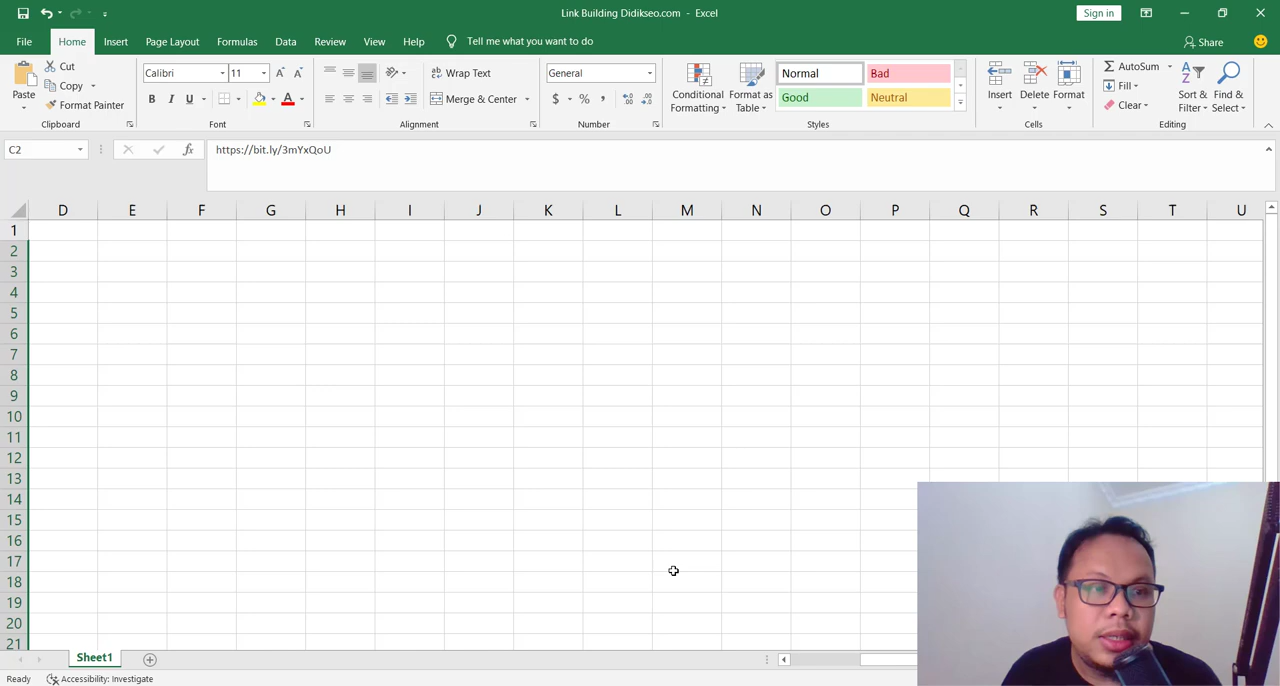 Link Building Didikseo.com - Excel
Sign in
File Home Insert Page Layout Formulas Data Review View Help Tell me what you want to do Share
Paste
Cut
Copy
Format Painter
Clipboard
Calibri 11
B I U
Font
Wrap Text
Merge & Center
Alignment
General
$ % ,
Number
Conditional Formatting
Format as Table
Normal Bad
Good Neutral
Styles
Insert Delete Format
Cells
AutoSum
Fill
Clear
Sort & Filter
Find & Select
Editing
C2 fx https://bit.ly/3mYxQoU
D E F G H I J K L M N O P Q R S T U
1
2
3
4
5
6
7
8
9
10
11
12
13
14
15
16
17
18
19
20
21
Sheet1
Ready Accessibility: Investigate